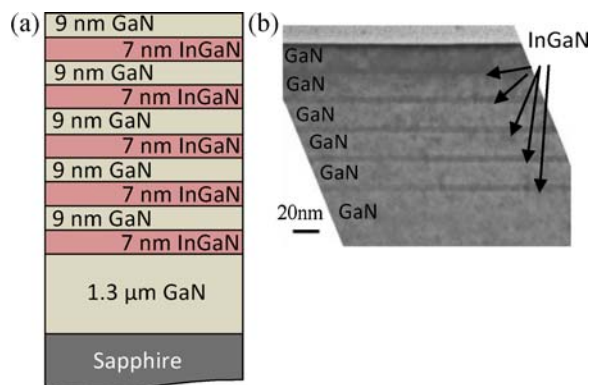 (a)
9 nm GaN
7 nm InGaN
9 nm GaN
7 nm InGaN
9 nm GaN
7 nm InGaN
9 nm GaN
7 nm InGaN
9 nm GaN
7 nm InGaN
1.3 µm GaN
Sapphire
(b)
InGaN
GaN
GaN
GaN
GaN
GaN
GaN
20nm